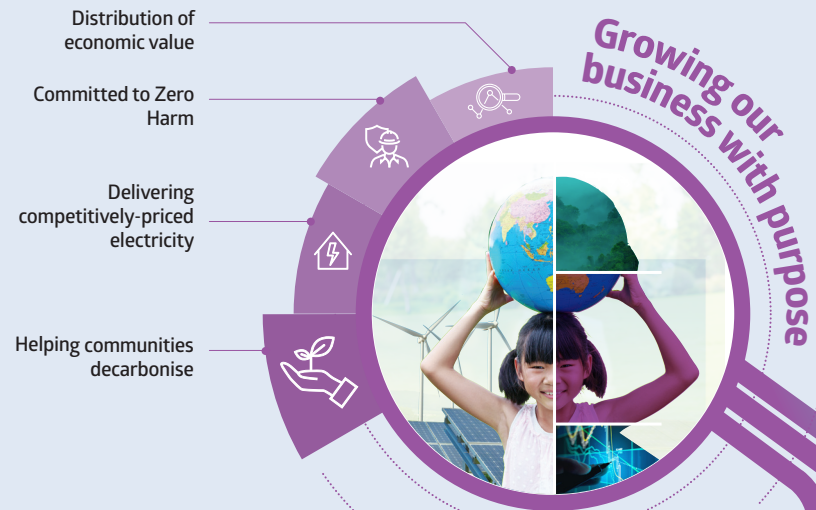 Distribution of
economic value
Committed to Zero
Harm
Delivering
competitively-priced
electricity
Helping communities
decarbonise
Growing our
business with purpose